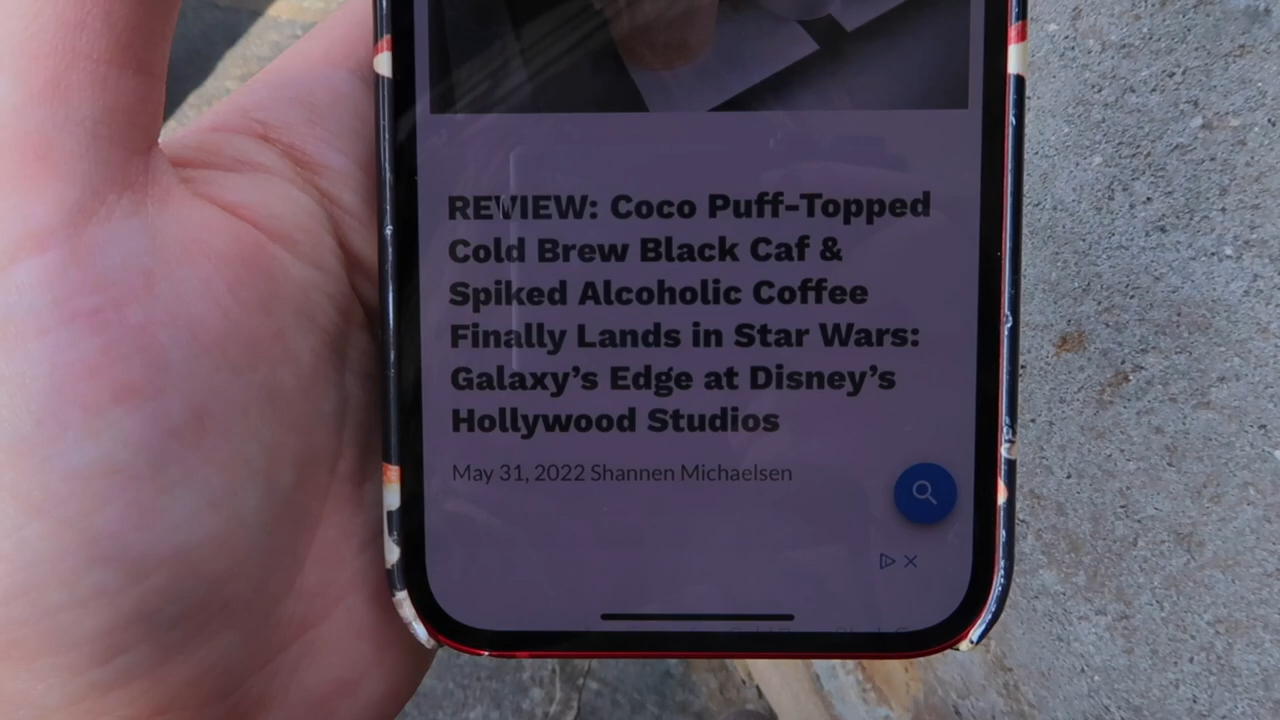 REVIEW: Coco Puff-Topped
Cold Brew Black Caf &
Spiked Alcoholic Coffee
Finally Lands in Star Wars:
Galaxy’s Edge at Disney’s
Hollywood Studios
May 31, 2022 Shannen Michaelsen